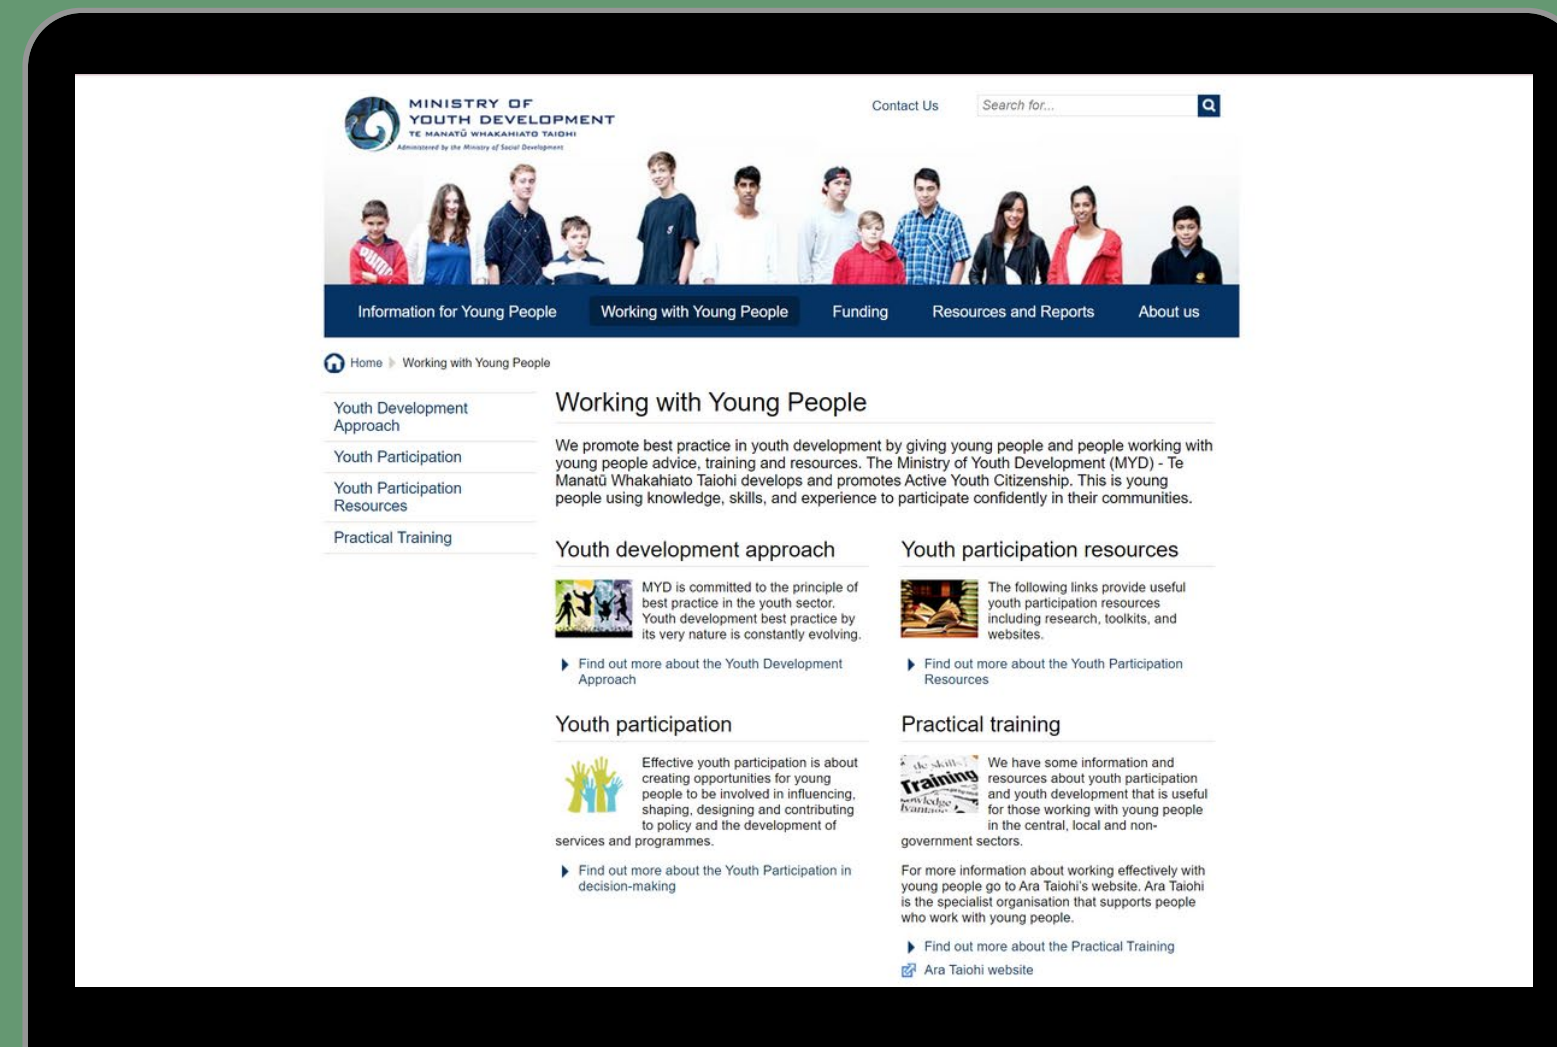 MINISTRY OF
YOUTH DEVELOPMENT
TE MANATŪ WHAKAHIATO TAIOHI
Administered by the Ministry of Social Development
Contact Us
Search for...
Information for Young People
Working with Young People
Funding
Resources and Reports
About us
Home
Working with Young People
Youth Development
Approach
Youth Participation
Youth Participation
Resources
Practical Training
Working with Young People
We promote best practice in youth development by giving young people and people working with
young people advice, training and resources. The Ministry of Youth Development (MYD) - Te
Manatū Whakahiato Taiohi develops and promotes Active Youth Citizenship. This is young
people using knowledge, skills, and experience to participate confidently in their communities.
Youth development approach
MYD is committed to the principle of
best practice in the youth sector.
Youth development best practice by
its very nature is constantly evolving.
Find out more about the Youth Development
Approach
Youth participation resources
The following links provide useful
youth participation resources
including research, toolkits, and
websites.
Find out more about the Youth Participation
Resources
Youth participation
Effective youth participation is about
creating opportunities for young
people to be involved in influencing,
shaping, designing and contributing
to policy and the development of
services and programmes.
Find out more about the Youth Participation in
decision-making
Practical training
Training
We have some information and
resources about youth participation
and youth development that is useful
for those working with young people
in the central, local and non-
government sectors.
For more information about working effectively with
young people go to Ara Taiohi's website. Ara Taiohi
is the specialist organisation that supports people
who work with young people.
Find out more about the Practical Training
Ara Taiohi website